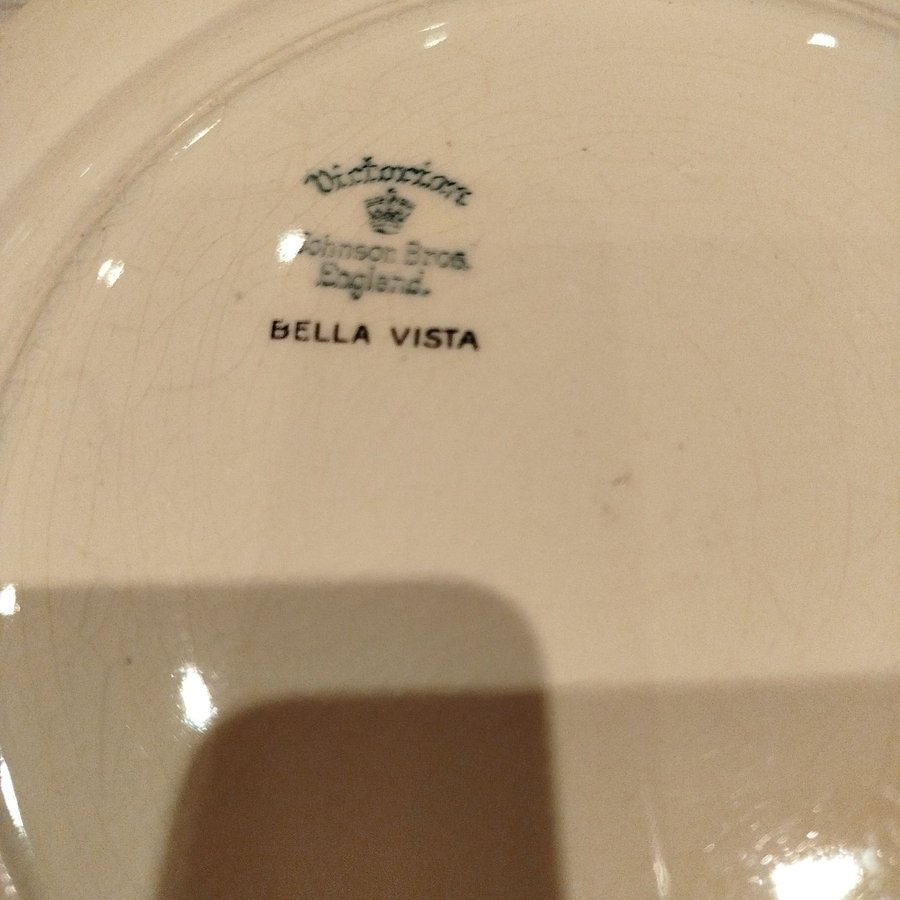 Victorian
Johnson Bros.
England.
BELLA VISTA